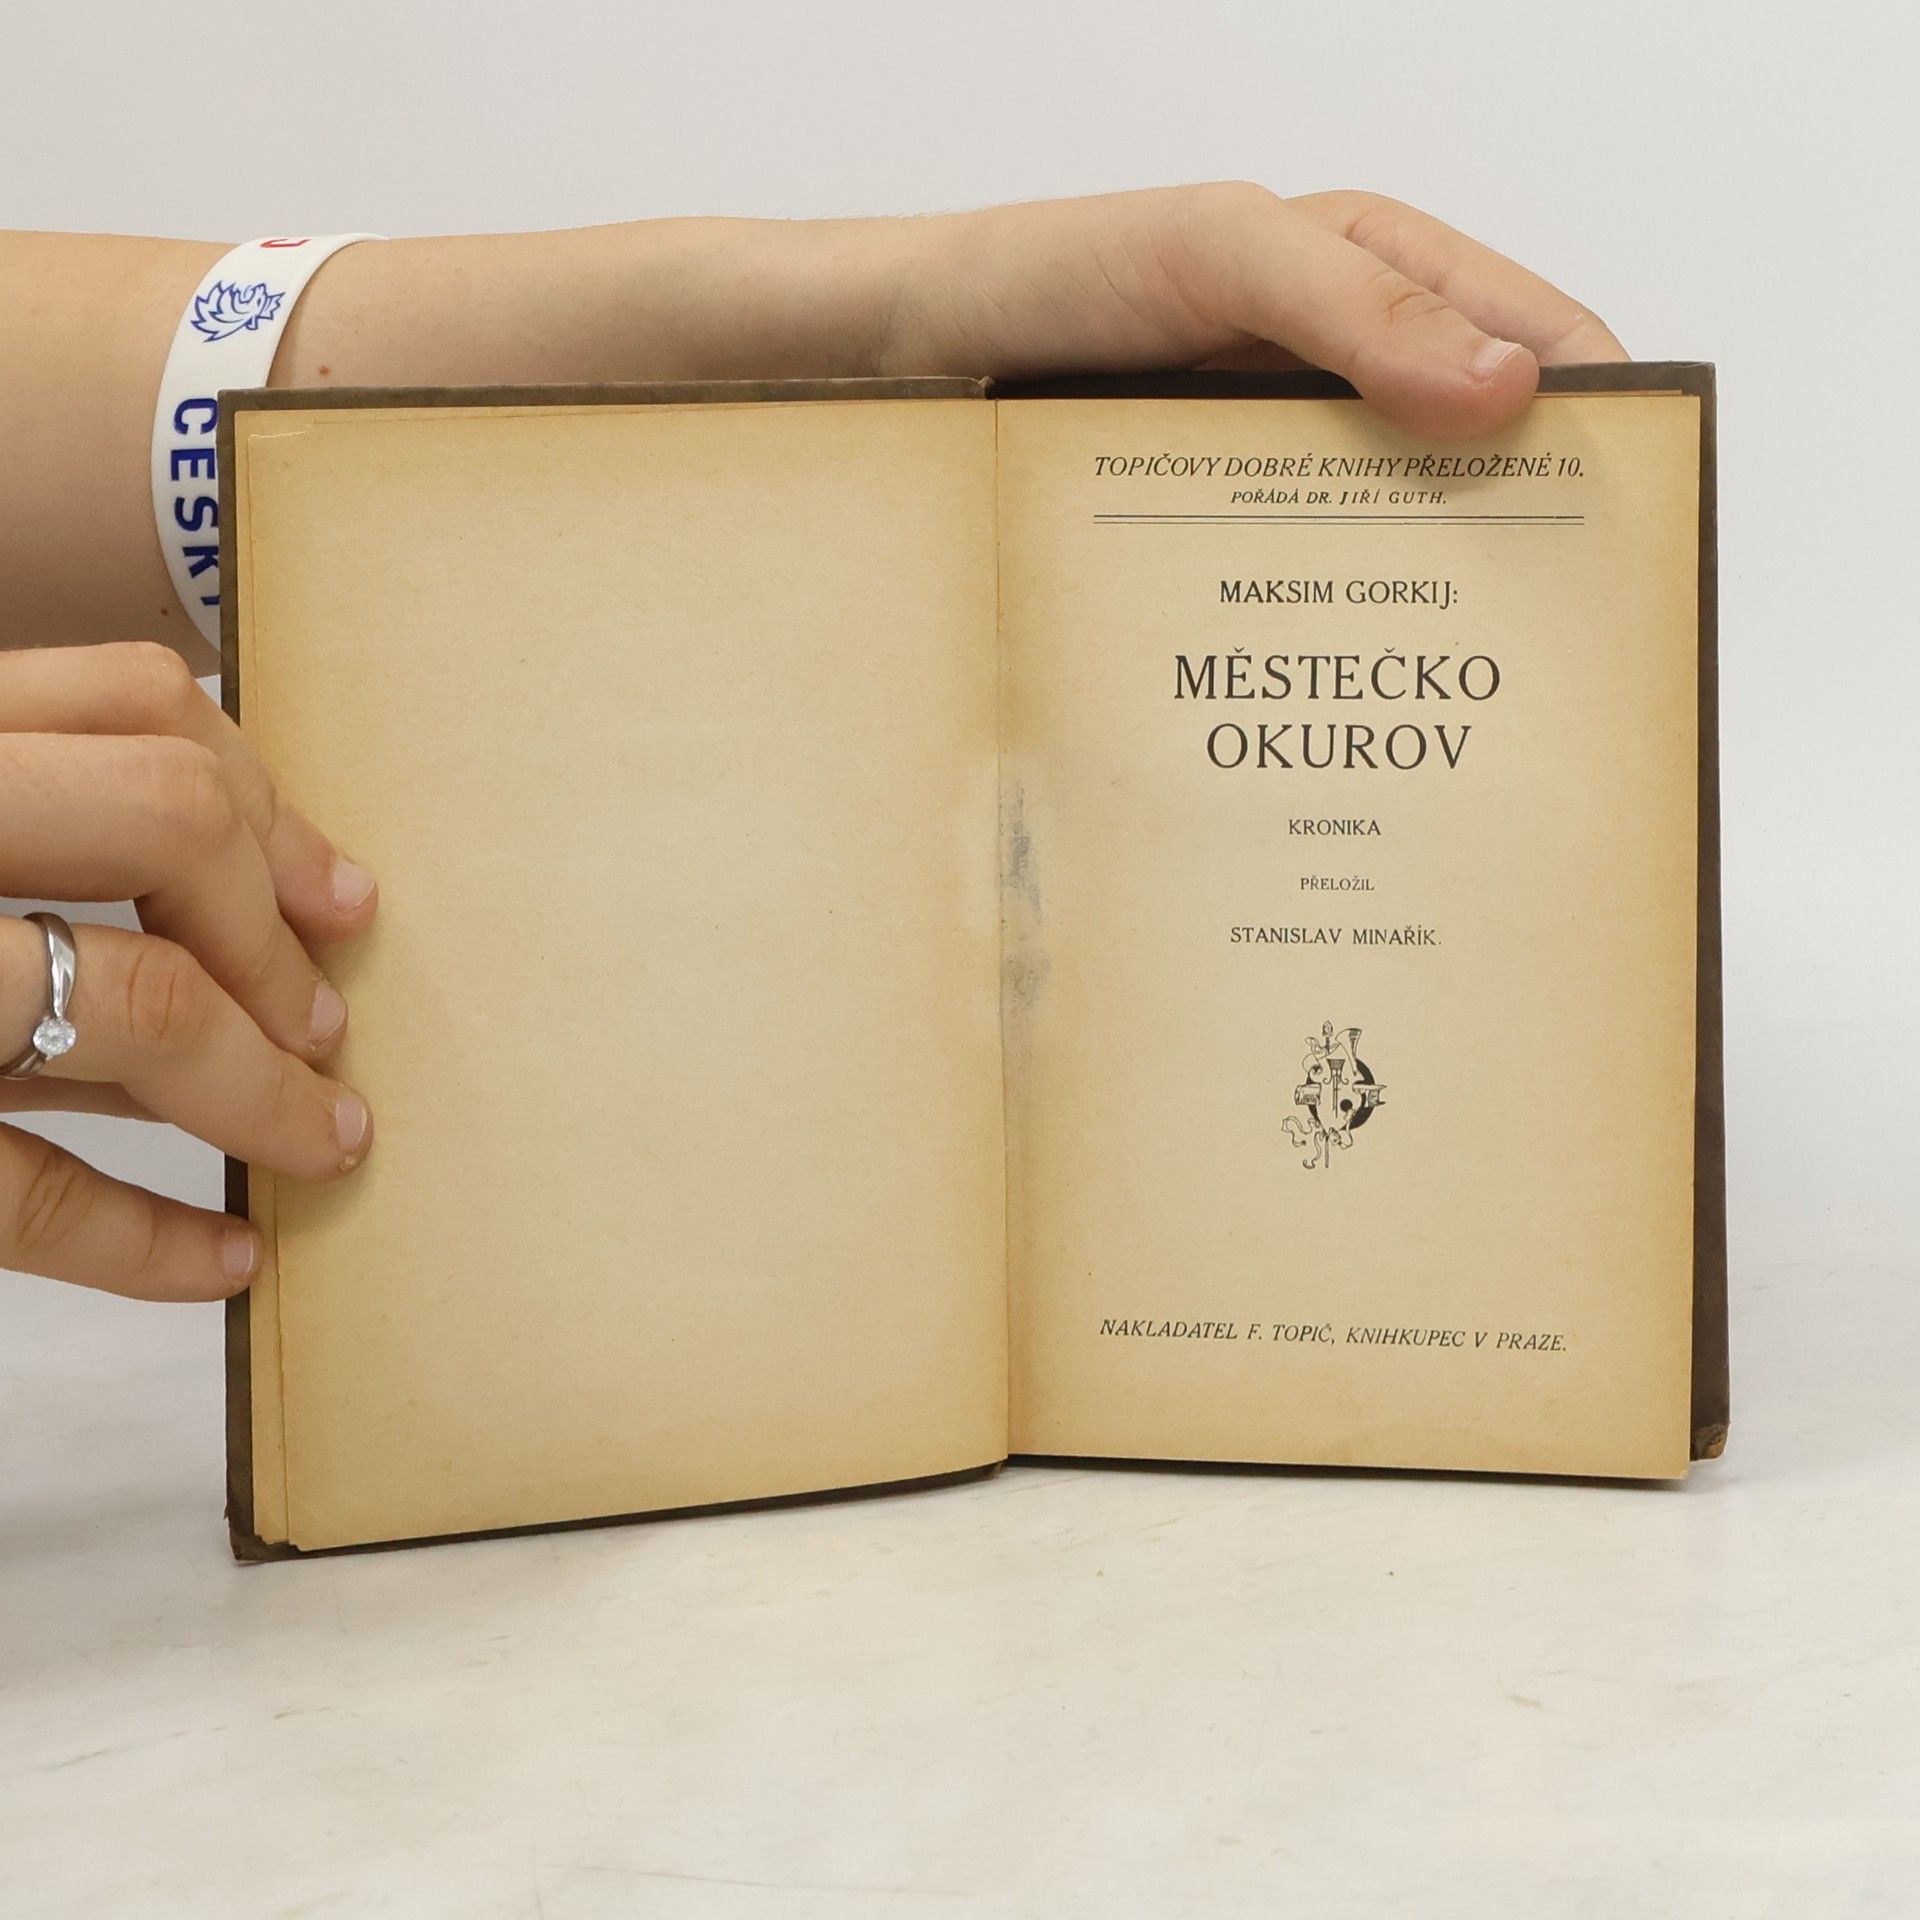 ČESK
TOPIČOVY DOBRÉ KNIHY PŘELOŽENÉ 10.
POŘÁDÁ DR. JIŘÍ GUTH.
MAKSIM GORKIJ:
MĚSTEČKO
OKUROV
KRONIKA
PŘELOŽIL
STANISLAV MINAŘÍK.
NAKLADATEL F. TOPIČ, KNIHKUPEC V PRAZE.